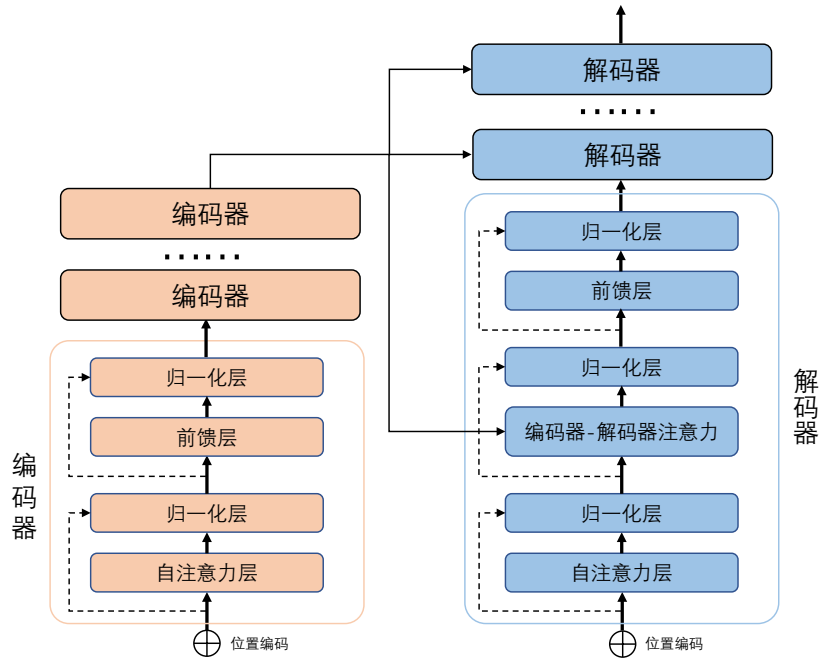 编码器
······
编码器
归一化层
前馈层
归一化层
自注意力层
位置编码
编码器
解码器
······
解码器
归一化层
前馈层
归一化层
编码器-解码器注意力
归一化层
自注意力层
位置编码
解码器